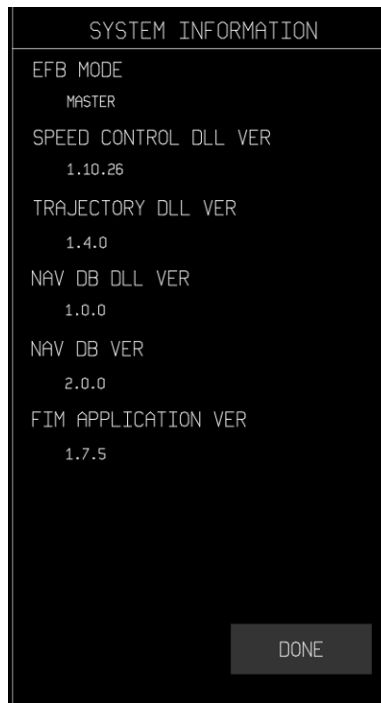 SYSTEM INFORMATION
EFB MODE
MASTER
SPEED CONTROL DLL VER
1.10.26
TRAJECTORY DLL VER
1.4.0
NAV DB DLL VER
1.0.0
NAV DB VER
2.0.0
FIM APPLICATION VER
1.7.5
DONE